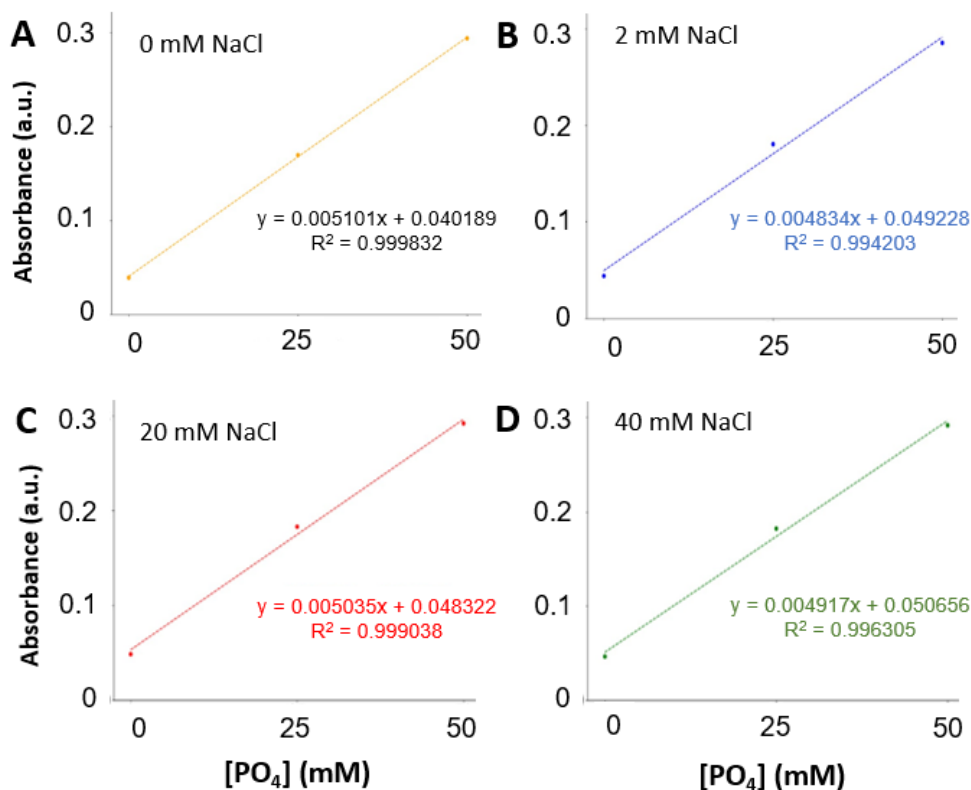 A
0 mM NaCl
Absorbance (a.u.)
0.3
0.2
0.1
0
y = 0.005101x + 0.040189
R² = 0.999832
0 25 50
B
2 mM NaCl
0.3
0.2
0.1
0
y = 0.004834x + 0.049228
R² = 0.994203
0 25 50
C
20 mM NaCl
Absorbance (a.u.)
0.3
0.2
0.1
0
y = 0.005035x + 0.048322
R² = 0.999038
0 25 50
[PO₄] (mM)
D
40 mM NaCl
0.3
0.2
0.1
0
y = 0.004917x + 0.050656
R² = 0.996305
0 25 50
[PO₄] (mM)